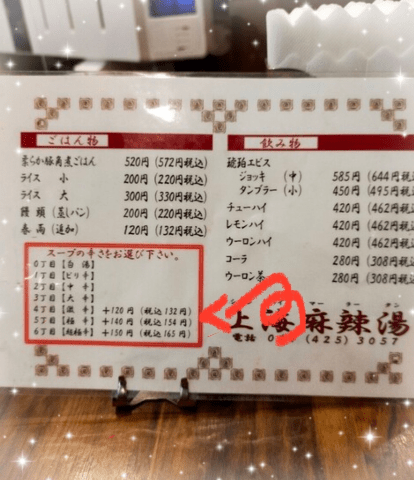 ごはん物
柔らか豚角煮ごはん 520円 (572円税込)
ライス 小 200円 (220円税込)
ライス 大 300円 (330円税込)
饅頭 (蒸しパン) 200円 (220円税込)
春雨 (追加) 120円 (132円税込)
スープの辛さをお選び下さい。
0丁目【白 湯】
1丁目【ピリ辛】
2丁目【中 辛】
3丁目【大 辛】
4丁目【激 辛】 +120円 (税込132円)
5丁目【極 辛】 +140円 (税込154円)
6丁目【超極辛】 +150円 (税込165円)
飲み物
琥珀エビス
ジョッキ (中) 585円 (644円税込
タンブラー (小) 450円 (495円税込
チューハイ 420円 (462円税込
レモンハイ 420円 (462円税込
ウーロンハイ 420円 (462円税込
コーラ 280円 (308円税込
ウーロン茶 280円 (308円税込
マー ラー タン
上海麻辣湯
電話 (425) 3057